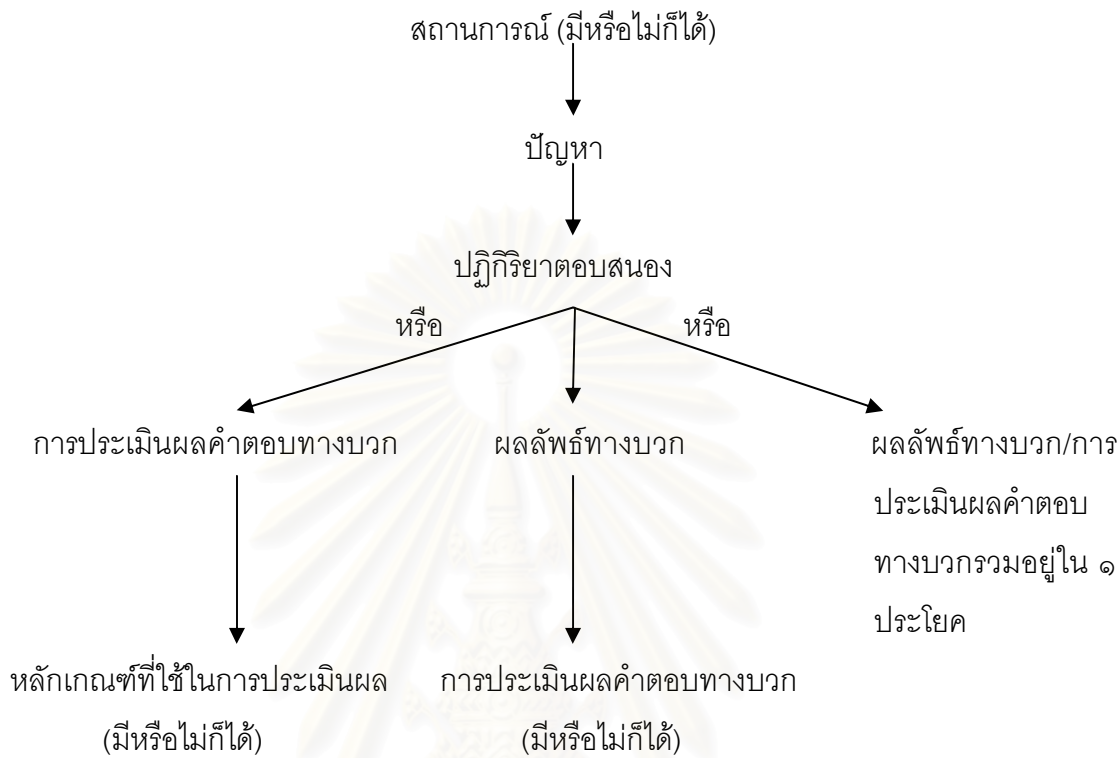 สถานการณ์ (มีหรือไม่ก็ได้)
ปัญหา
ปฏิกิริยาตอบสนอง
หรือ
หรือ
การประเมินผลคำตอบทางบวก
ผลลัพธ์ทางบวก
ผลลัพธ์ทางบวก/การ
ประเมินผลคำตอบ
ทางบวกรวมอยู่ใน ๑
ประโยค
หลักเกณฑ์ที่ใช้ในการประเมินผล
(มีหรือไม่ก็ได้)
การประเมินผลคำตอบทางบวก
(มีหรือไม่ก็ได้)